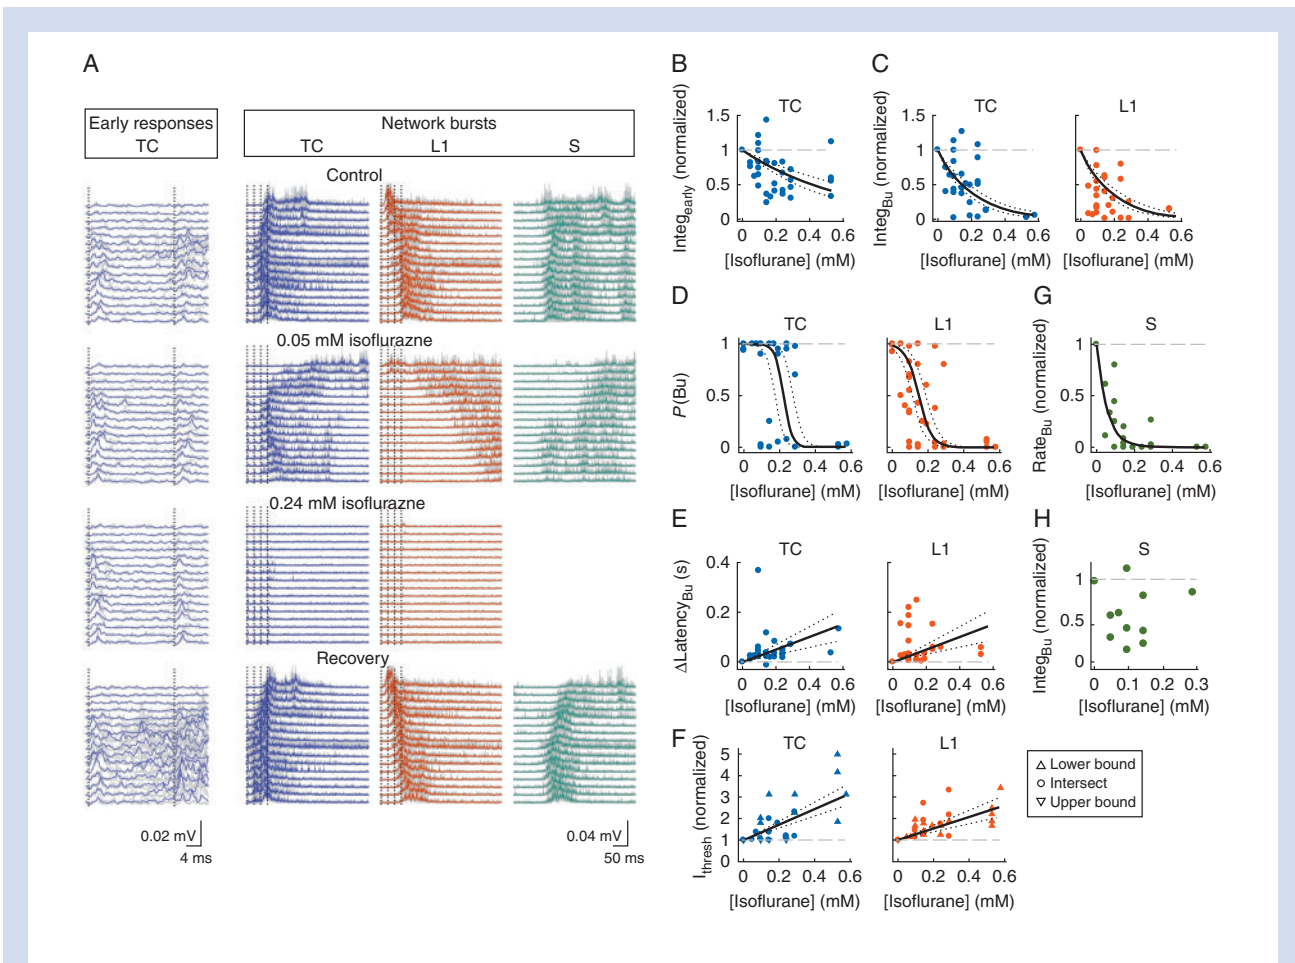 A
Early responses
TC
Network bursts
TC L1 S
Control
0.05 mM isoflurazne
0.24 mM isoflurazne
Recovery
0.02 mV
4 ms
0.04 mV
50 ms
B
TC
Integearly (normalized)
1.5
1
0.5
0
0 0.2 0.4 0.6
[Isoflurane] (mM)
C
TC L1
IntegBu (normalized)
1.5
1
0.5
0
0 0.2 0.4 0.6
0 0.2 0.4 0.6
[Isoflurane] (mM)
[Isoflurane] (mM)
D
TC L1
P(Bu)
1
0.5
0
0 0.2 0.4 0.6
0 0.2 0.4 0.6
[Isoflurane] (mM)
[Isoflurane] (mM)
G
S
RateBu (normalized)
1
0.5
0
0 0.2 0.4 0.6
[Isoflurane] (mM)
E
TC L1
ΔLatencyBu (s)
0.4
0.2
0
0 0.2 0.4 0.6
0 0.2 0.4 0.6
[Isoflurane] (mM)
[Isoflurane] (mM)
H
S
IntegBu (normalized)
1
0.5
0
0 0.1 0.2 0.3
[Isoflurane] (mM)
F
TC L1
Ithresh (normalized)
5
4
3
2
1
0
0 0.2 0.4 0.6
0 0.2 0.4 0.6
[Isoflurane] (mM)
[Isoflurane] (mM)
Lower bound
Intersect
Upper bound